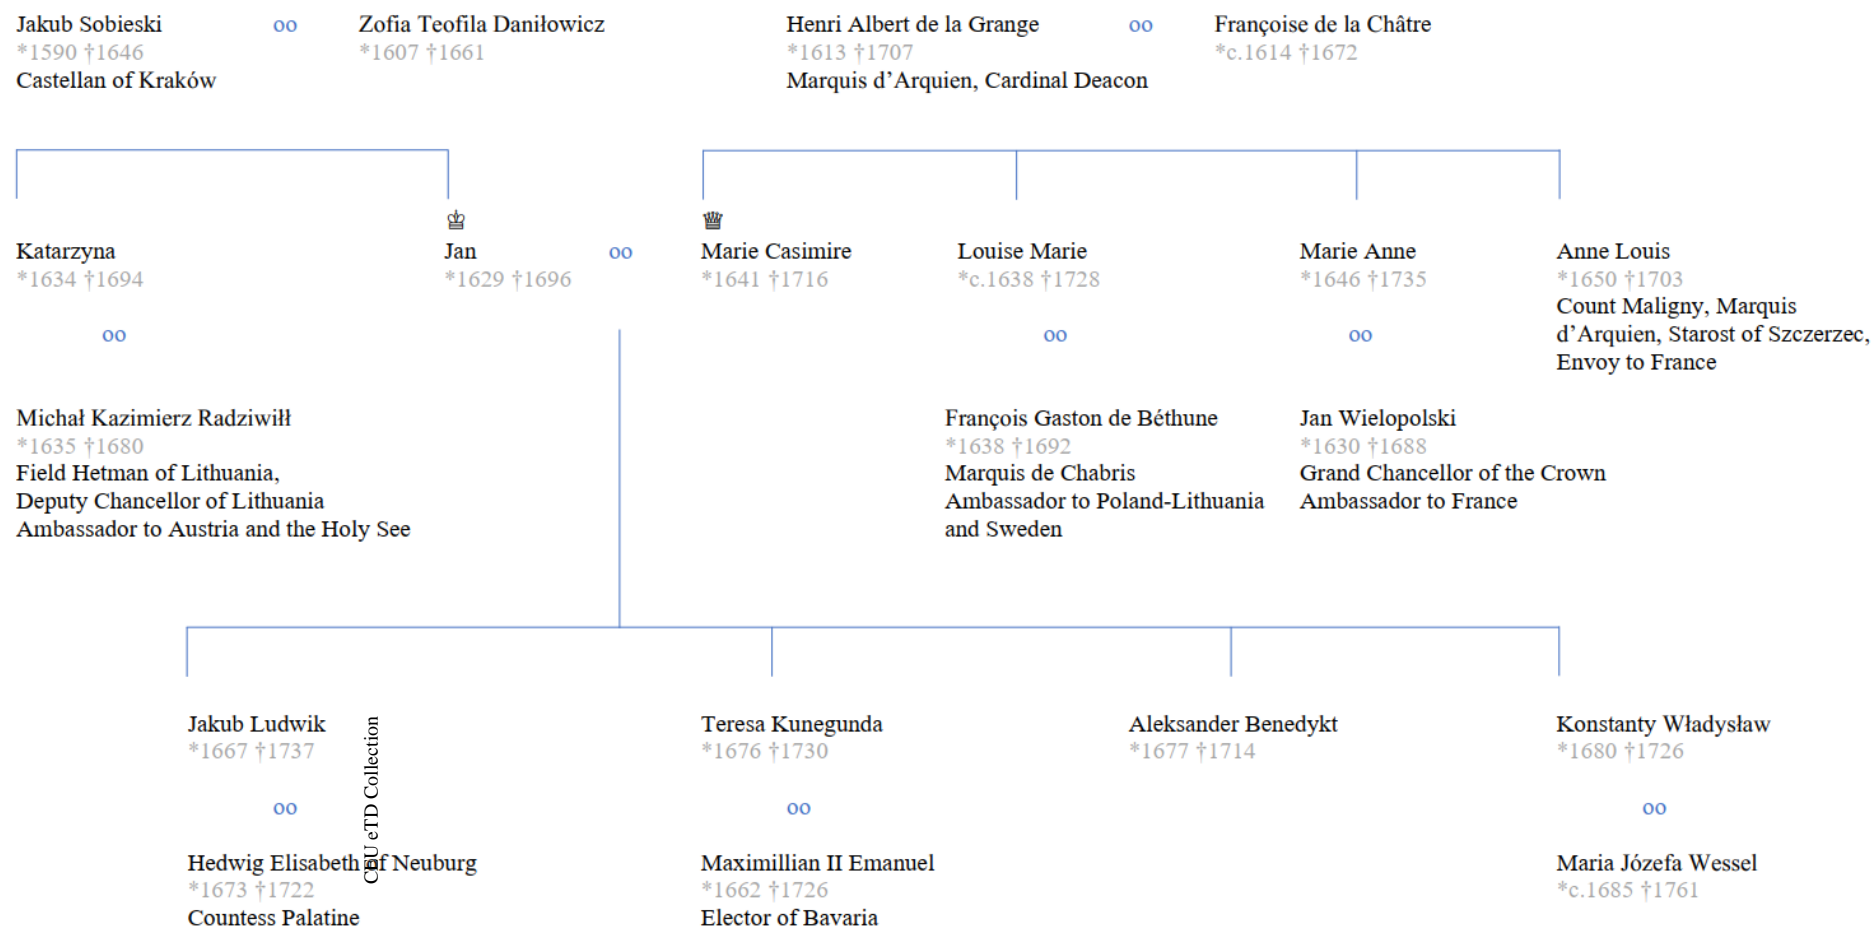 Jakub Sobieski oo Zofia Teofila Daniłowicz Henri Albert de la Grange oo Françoise de la Châtre
*1590 †1646 *1607 †1661 *1613 †1707 *c.1614 †1672
Castellan of Kraków Marquis d’Arquien, Cardinal Deacon
♔ ♕
Katarzyna Jan oo Marie Casimire Louise Marie Marie Anne Anne Louis
*1634 †1694 *1629 †1696 *1641 †1716 *c.1638 †1728 *1646 †1735 *1650 †1703
Count Maligny, Marquis
oo oo oo d’Arquien, Starost of Szczerzec,
Envoy to France
Michał Kazimierz Radziwiłł François Gaston de Béthune Jan Wielopolski
*1635 †1680 *1638 †1692 *1630 †1688
Field Hetman of Lithuania, Marquis de Chabris Grand Chancellor of the Crown
Deputy Chancellor of Lithuania Ambassador to Poland-Lithuania Ambassador to France
Ambassador to Austria and the Holy See and Sweden
Jakub Ludwik Teresa Kunegunda Aleksander Benedykt Konstanty Władysław
*1667 †1737 *1676 †1730 *1677 †1714 *1680 †1726
oo oo oo
Hedwig Elisabeth of Neuburg Maximillian II Emanuel Maria Józefa Wessel
*1673 †1722 *1662 †1726 *c.1685 †1761
Countess Palatine Elector of Bavaria
CEU eTD Collection